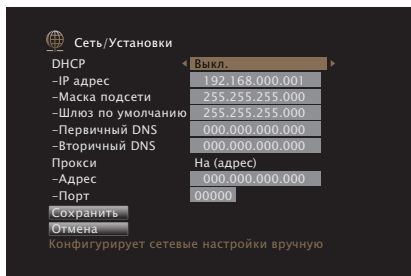 Сеть/Установки
DHCP Выкл.
-IP адрес 192.168.000.001
-Маска подсети 255.255.255.000
-Шлюз по умолчанию 255.255.255.000
-Первичный DNS 000.000.000.000
-Вторичный DNS 000.000.000.000
Прокси На (адрес)
-Адрес 000.000.000.000
-Порт 00000
Сохранить
Отмена
Конфигурирует сетевые настройки вручную